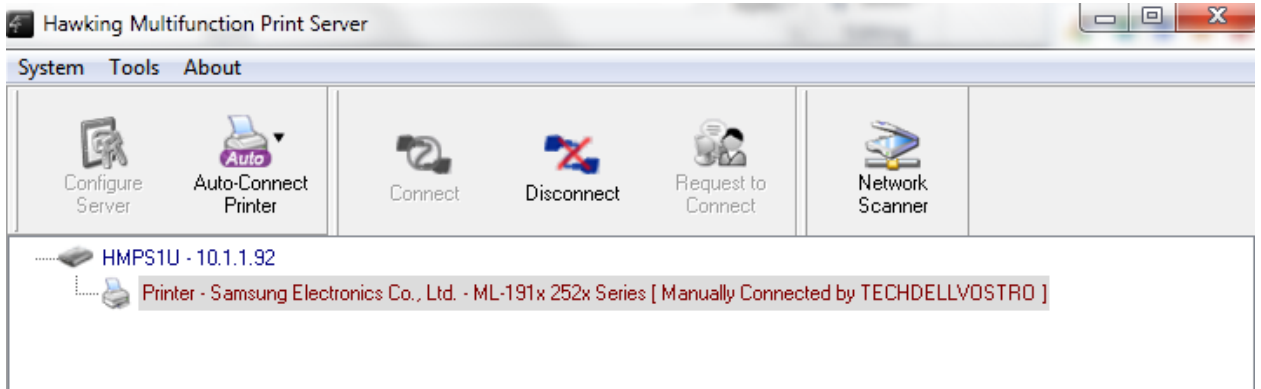 Hawking Multifunction Print Server
System Tools About
Configure
Server
Auto
Auto-Connect
Printer
Connect
Disconnect
Request to
Connect
Network
Scanner
HMPS1U - 10.1.1.92
Printer - Samsung Electronics Co., Ltd. - ML-191x 252x Series [ Manually Connected by TECHDELLVOSTRO ]